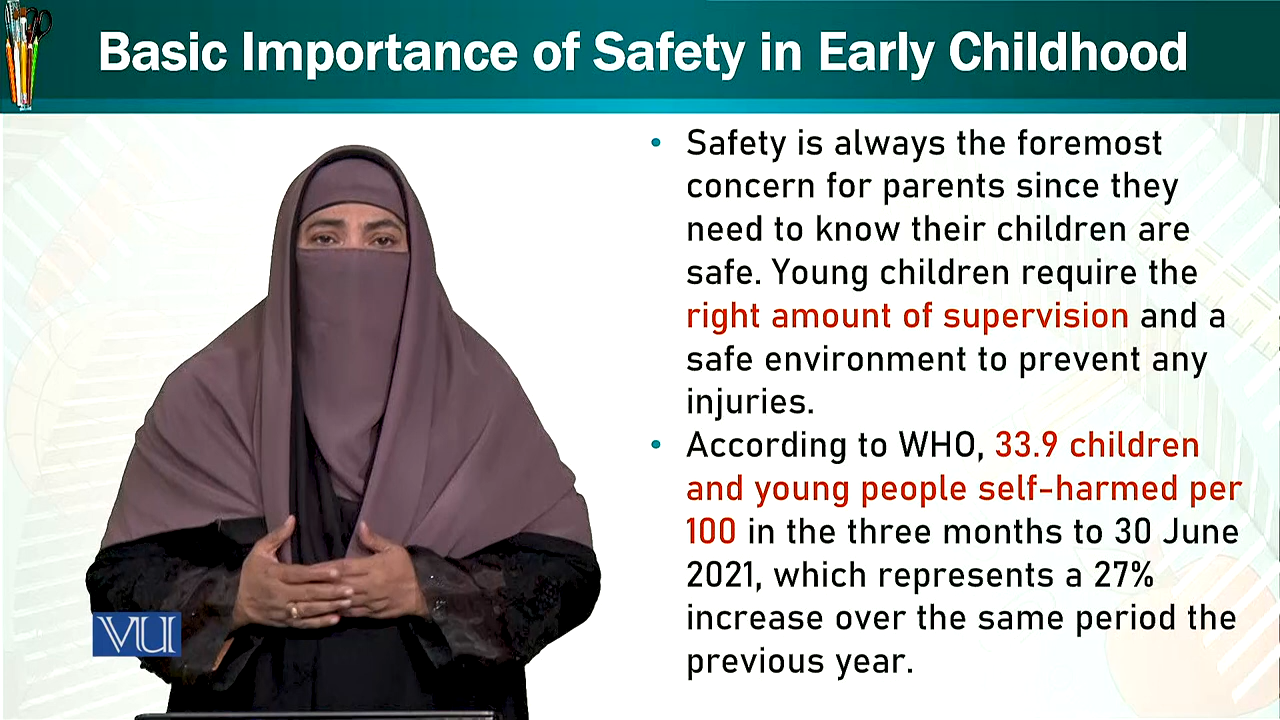 Basic Importance of Safety in Early Childhood
• Safety is always the foremost
concern for parents since they
need to know their children are
safe. Young children require the
right amount of supervision and a
safe environment to prevent any
injuries.
• According to WHO, 33.9 children
and young people self-harmed per
100 in the three months to 30 June
2021, which represents a 27%
increase over the same period the
previous year.
VU